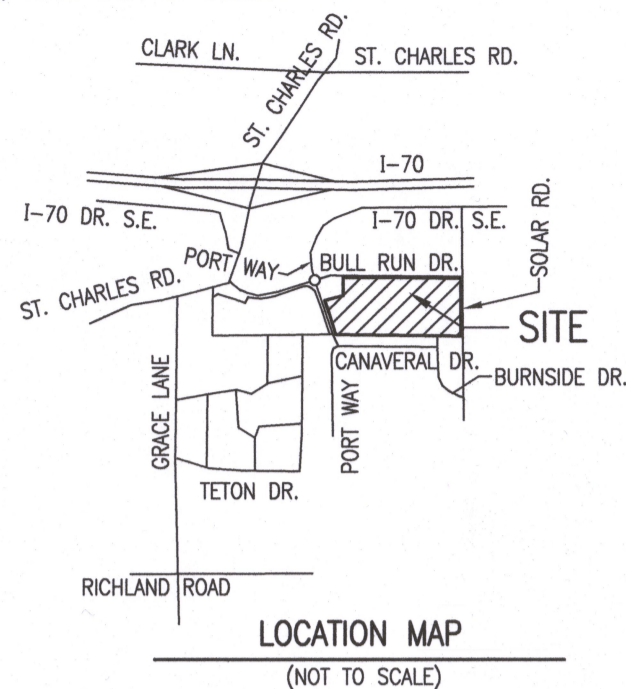 CLARK LN.
ST. CHARLES RD.
ST. CHARLES RD.
I-70
I-70 DR. S.E.
I-70 DR. S.E.
SOLAR RD.
PORT WAY
BULL RUN DR.
ST. CHARLES RD.
SITE
CANAVERAL DR.
BURNSIDE DR.
GRACE LANE
PORT WAY
TETON DR.
RICHLAND ROAD
LOCATION MAP
(NOT TO SCALE)